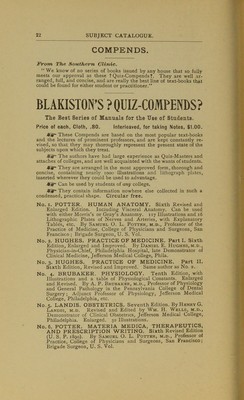 32 SUBJECT CATALOGUE.
COMPENDS.
From The Southern Clinic.
"We know of no series of books issued by any house that so fully
meets our approval as these ?Quiz-Compends?. They are well ar-
ranged, full, and concise, and are really the best line of text-books that
could be found for either student or practitioner."
BLAKISTON'S ?QUIZ-COMPENDS?
The Best Series of Manuals for the Use of Students.
Price of each, Cloth, .80. Interleaved, for taking Notes, $1.00.
These Compends are based on the most popular text-books
and the lectures of prominent professors, and are kept constantly re-
vised, so that they may thoroughly represent the present state of the
subjects upon which they treat.
The authors have had large experience as Quiz-Masters and
attachés of colleges, and are well acquainted with the wants of students.
They are arranged in the most approved form, thorough and
concise, containing nearly 1000 illustrations and lithograph plates,
inserted wherever they could be used to advantage.
Can be used by students of any college.
They contain information nowhere else collected in such a
condensed, practical shape. Circular free.
No. 1. POTTER. HUMAN ANATOMY. Sixth Revised and
Enlarged Edition. Including Visceral Anatomy. Can be used
with either Morris's or Gray's Anatomy. Illustrations and 16
Lithographic Plates of Nerves and Arteries, with Explanatory
Tables, etc. By SAMUEL O. L. POTTER, M.D., Professor of the
Practice of Medicine, College of Physicians and Surgeons, San
Francisco; Brigade Surgeon, U. S. Vol.
No. 2. HUGHES. PRACTICE OF MEDICINE. Part I. Sixth
Edition, Enlarged and Improved. By DANIEL E. HUGHES, M.D.,
Physician-in-Chief, Philadelphia Hospital, late Demonstrator of
Clinical Medicine, Jefferson Medical College, Phila.
No. 3. HUGHES. PRACTICE OF MEDICINE. Part II.
Sixth Edition, Revised and Improved. Same author as No. 2.
No. 4. BRUBAKER. PHYSIOLOGY. Tenth Edition, with
Illustrations and a table of Physiological Constants. Enlarged
and Revised. By A. P. BRUBAKER, M.D., Professor of Physiology
and General Pathology in the Pennsylvania College of Dental
Surgery; Adjunct Professor of Physiology, Jefferson Medical
College, Philadelphia, etc.
No. 5. LANDIS. OBSTETRICS. Seventh Edition. By HENRY G.
LANDIS, M.D. Revised and Edited by WM. H. WELLS, M.D.,
Demonstrator of Clinical Obstetrics, Jefferson Medical College,
Philadelphia. Enlarged. Illustrations.
No. 6. POTTER. MATERIA MEDICA, THERAPEUTICS,
AND PRESCRIPTION WRITING. Sixth Revised Edition
(U. S. P. 1890). By SAMUEL O. L. POTTER, M.D., Professor of
Practice, College of Physicians and Surgeons, San Francisco;
Brigade Surgeon, U. S. Vol.